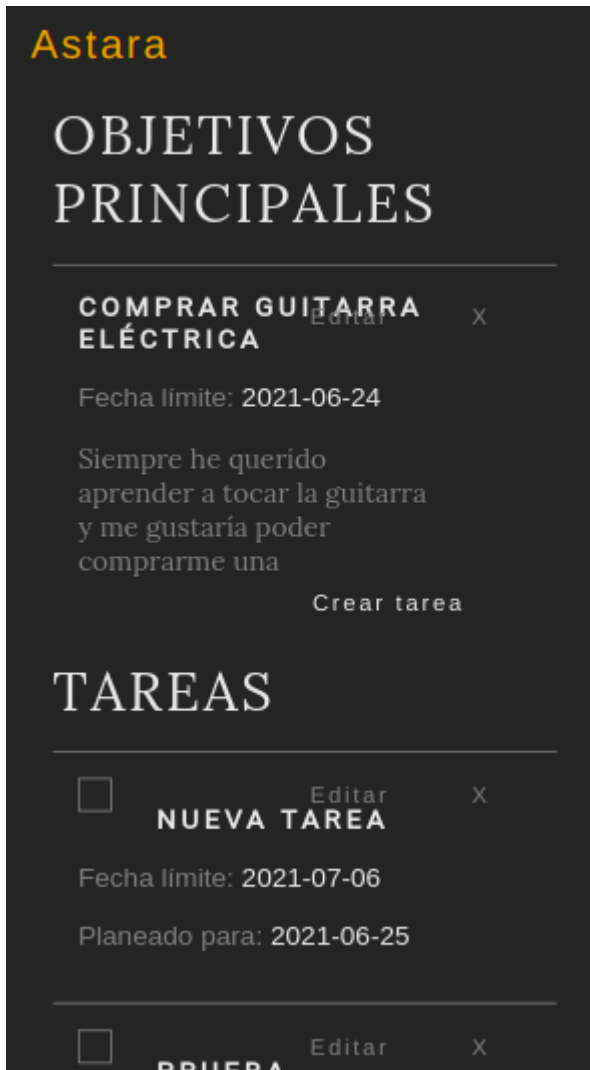 Astara
OBJETIVOS
PRINCIPALES
COMPRAR GUITARRA
Editar X
ELÉCTRICA
Fecha límite: 2021-06-24
Siempre he querido
aprender a tocar la guitarra
y me gustaría poder
comprarme una
Crear tarea
TAREAS
Editar X
NUEVA TAREA
Fecha límite: 2021-07-06
Planeado para: 2021-06-25
Editar X
PRUEBA